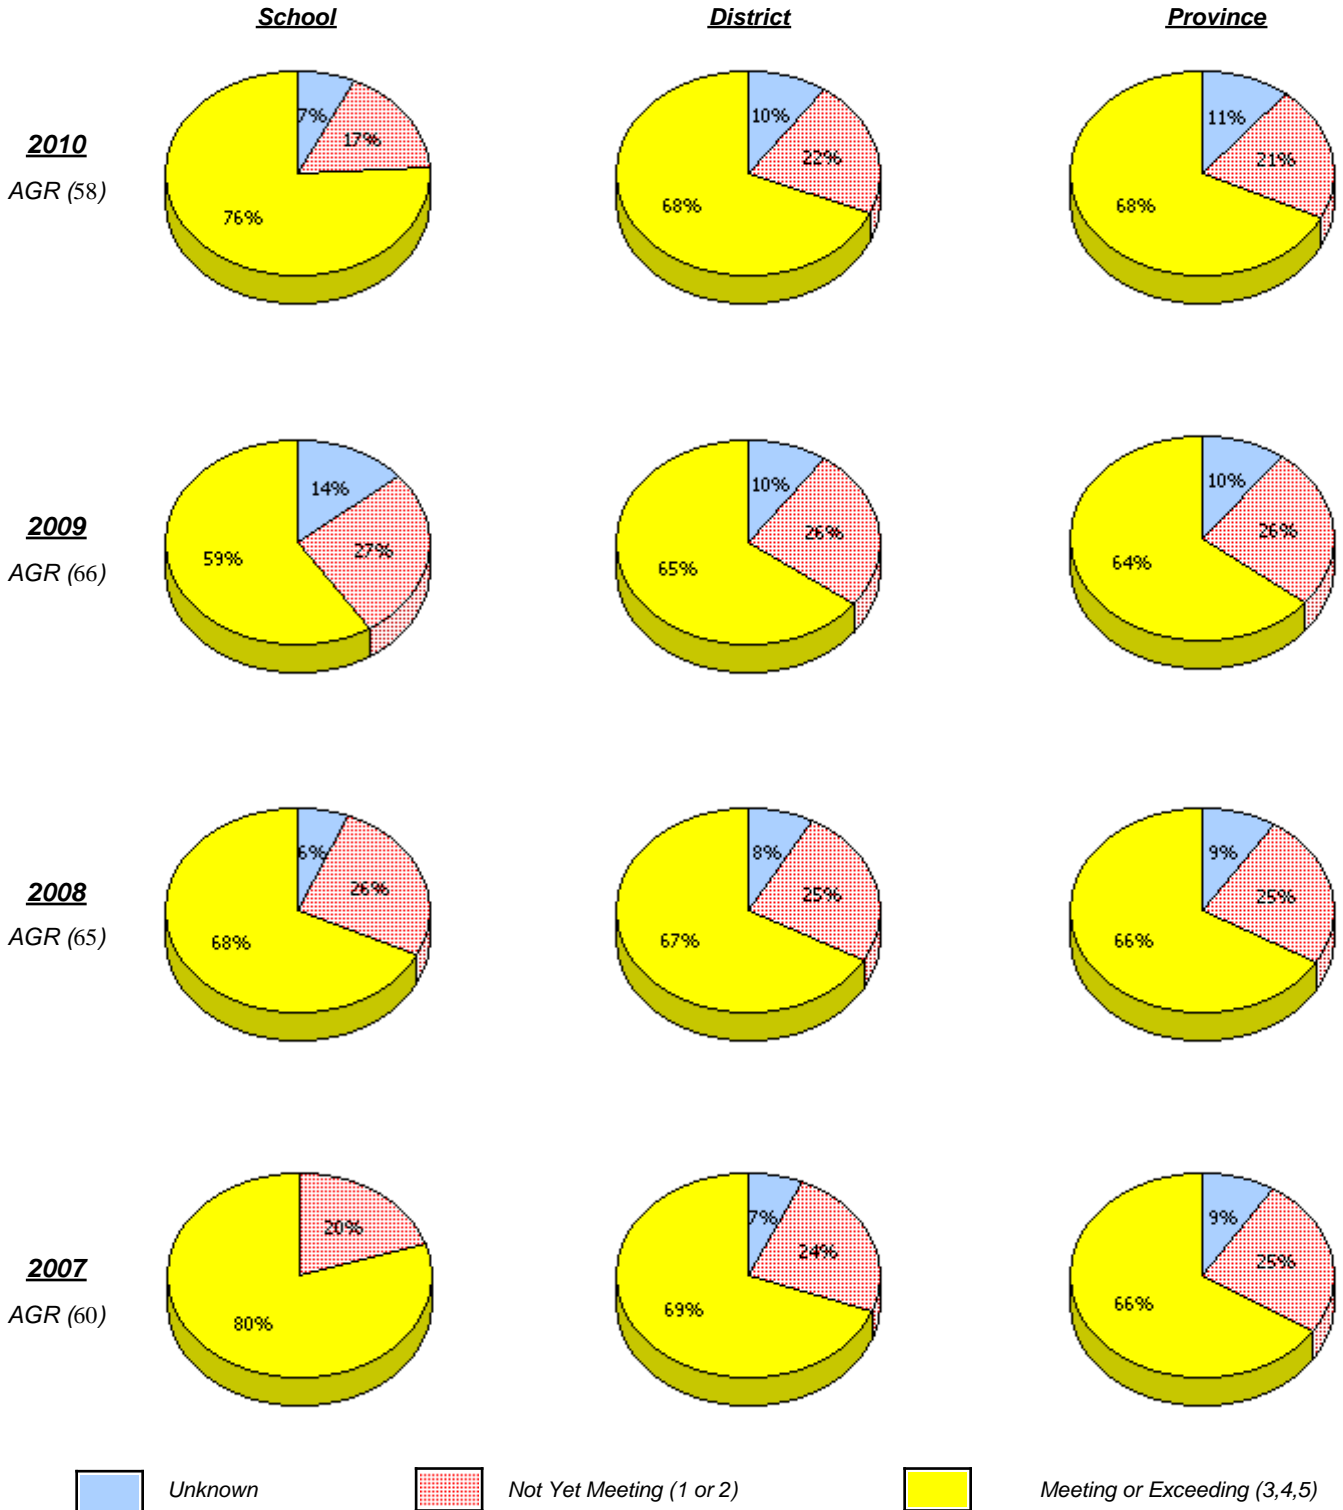 School District Province
2010
AGR (58)
7% 17% 76%
10% 22% 68%
11% 21% 68%
2009
AGR (66)
14% 27% 59%
10% 26% 65%
10% 26% 64%
2008
AGR (65)
6% 26% 68%
8% 25% 67%
9% 25% 66%
2007
AGR (60)
20% 80%
7% 24% 69%
9% 25% 66%
Unknown Not Yet Meeting (1 or 2) Meeting or Exceeding (3,4,5)